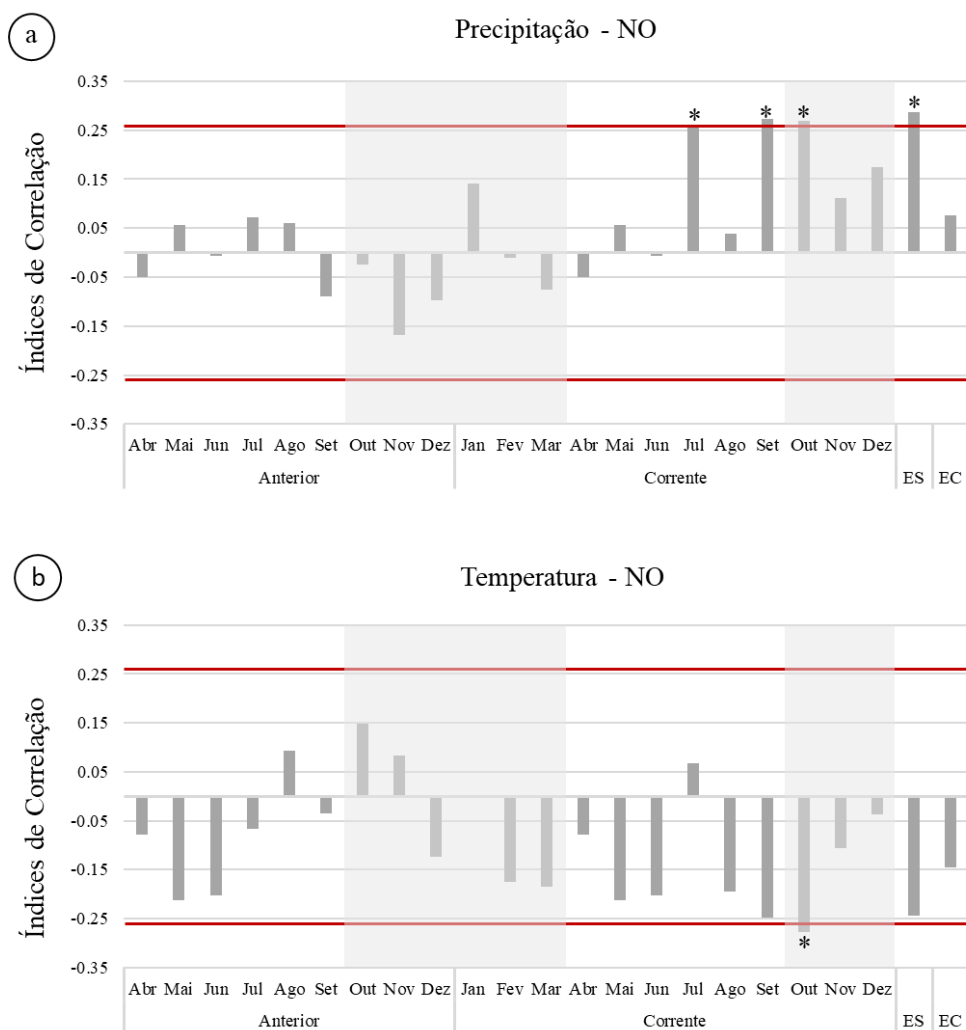 a
Precipitação - NO
Índices de Correlação
0.35
0.25
0.15
0.05
-0.05
-0.15
-0.25
-0.35
* * * *
Abr Mai Jun Jul Ago Set Out Nov Dez Jan Fev Mar Abr Mai Jun Jul Ago Set Out Nov Dez
Anterior Corrente ES EC
b
Temperatura - NO
Índices de Correlação
0.35
0.25
0.15
0.05
-0.05
-0.15
-0.25
-0.35
*
Abr Mai Jun Jul Ago Set Out Nov Dez Jan Fev Mar Abr Mai Jun Jul Ago Set Out Nov Dez
Anterior Corrente ES EC